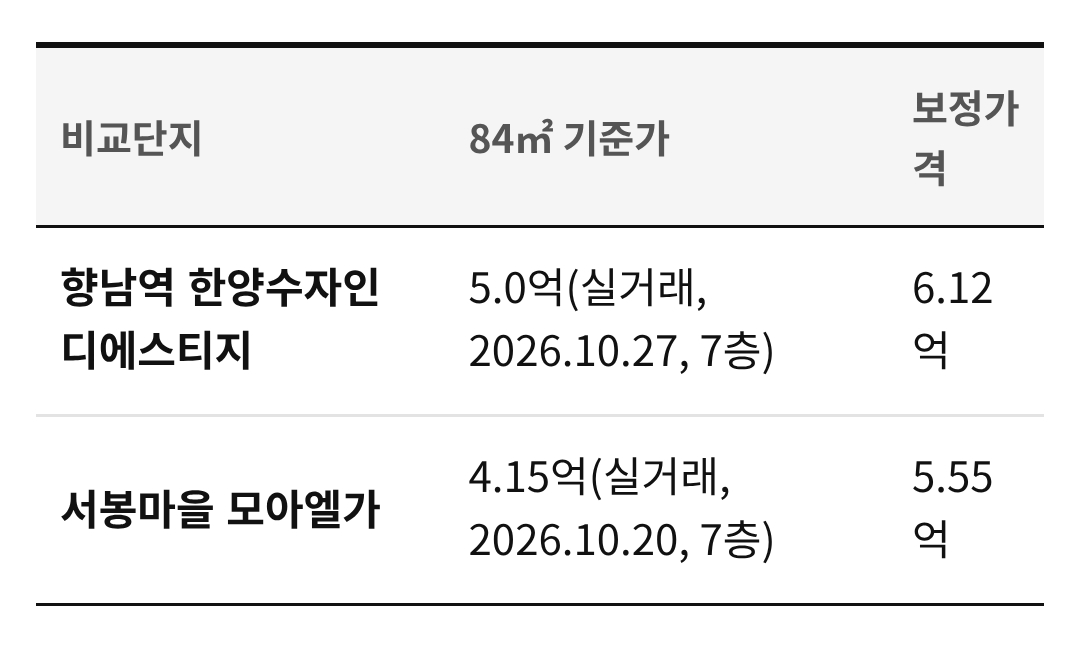 비교단지
84㎡ 기준가
보정가
격
향남역 한양수자인
디에스티지
5.0억(실거래,
2026.10.27, 7층)
6.12
억
서봉마을 모아엘가
4.15억(실거래,
2026.10.20, 7층)
5.55
억